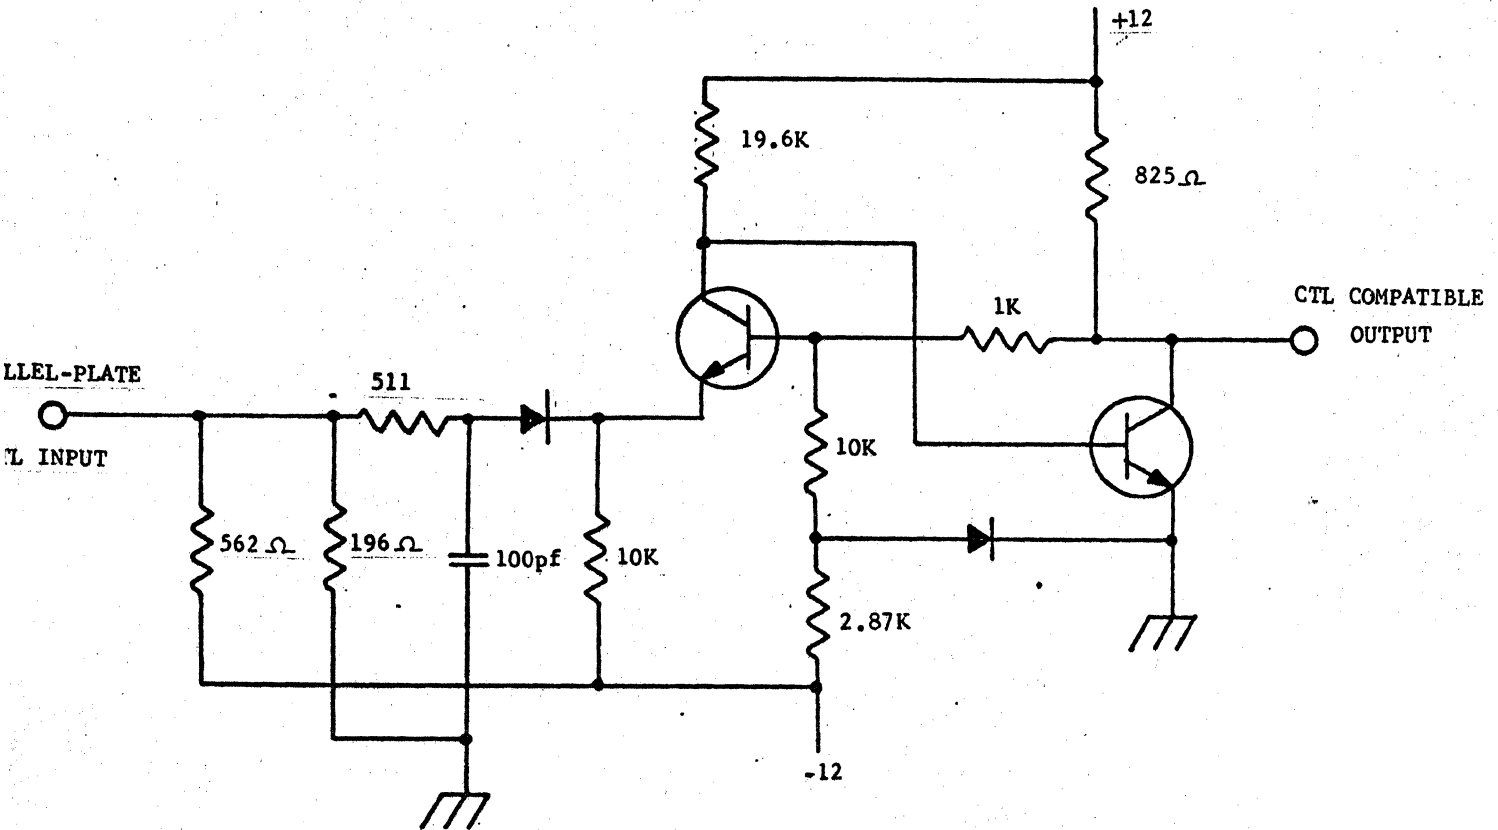 +12
19.6K
825Ω
CTL COMPATIBLE
OUTPUT
1K
LLEL-PLATE
511
INPUT
10K
562Ω
196Ω
100pf
10K
2.87K
-12